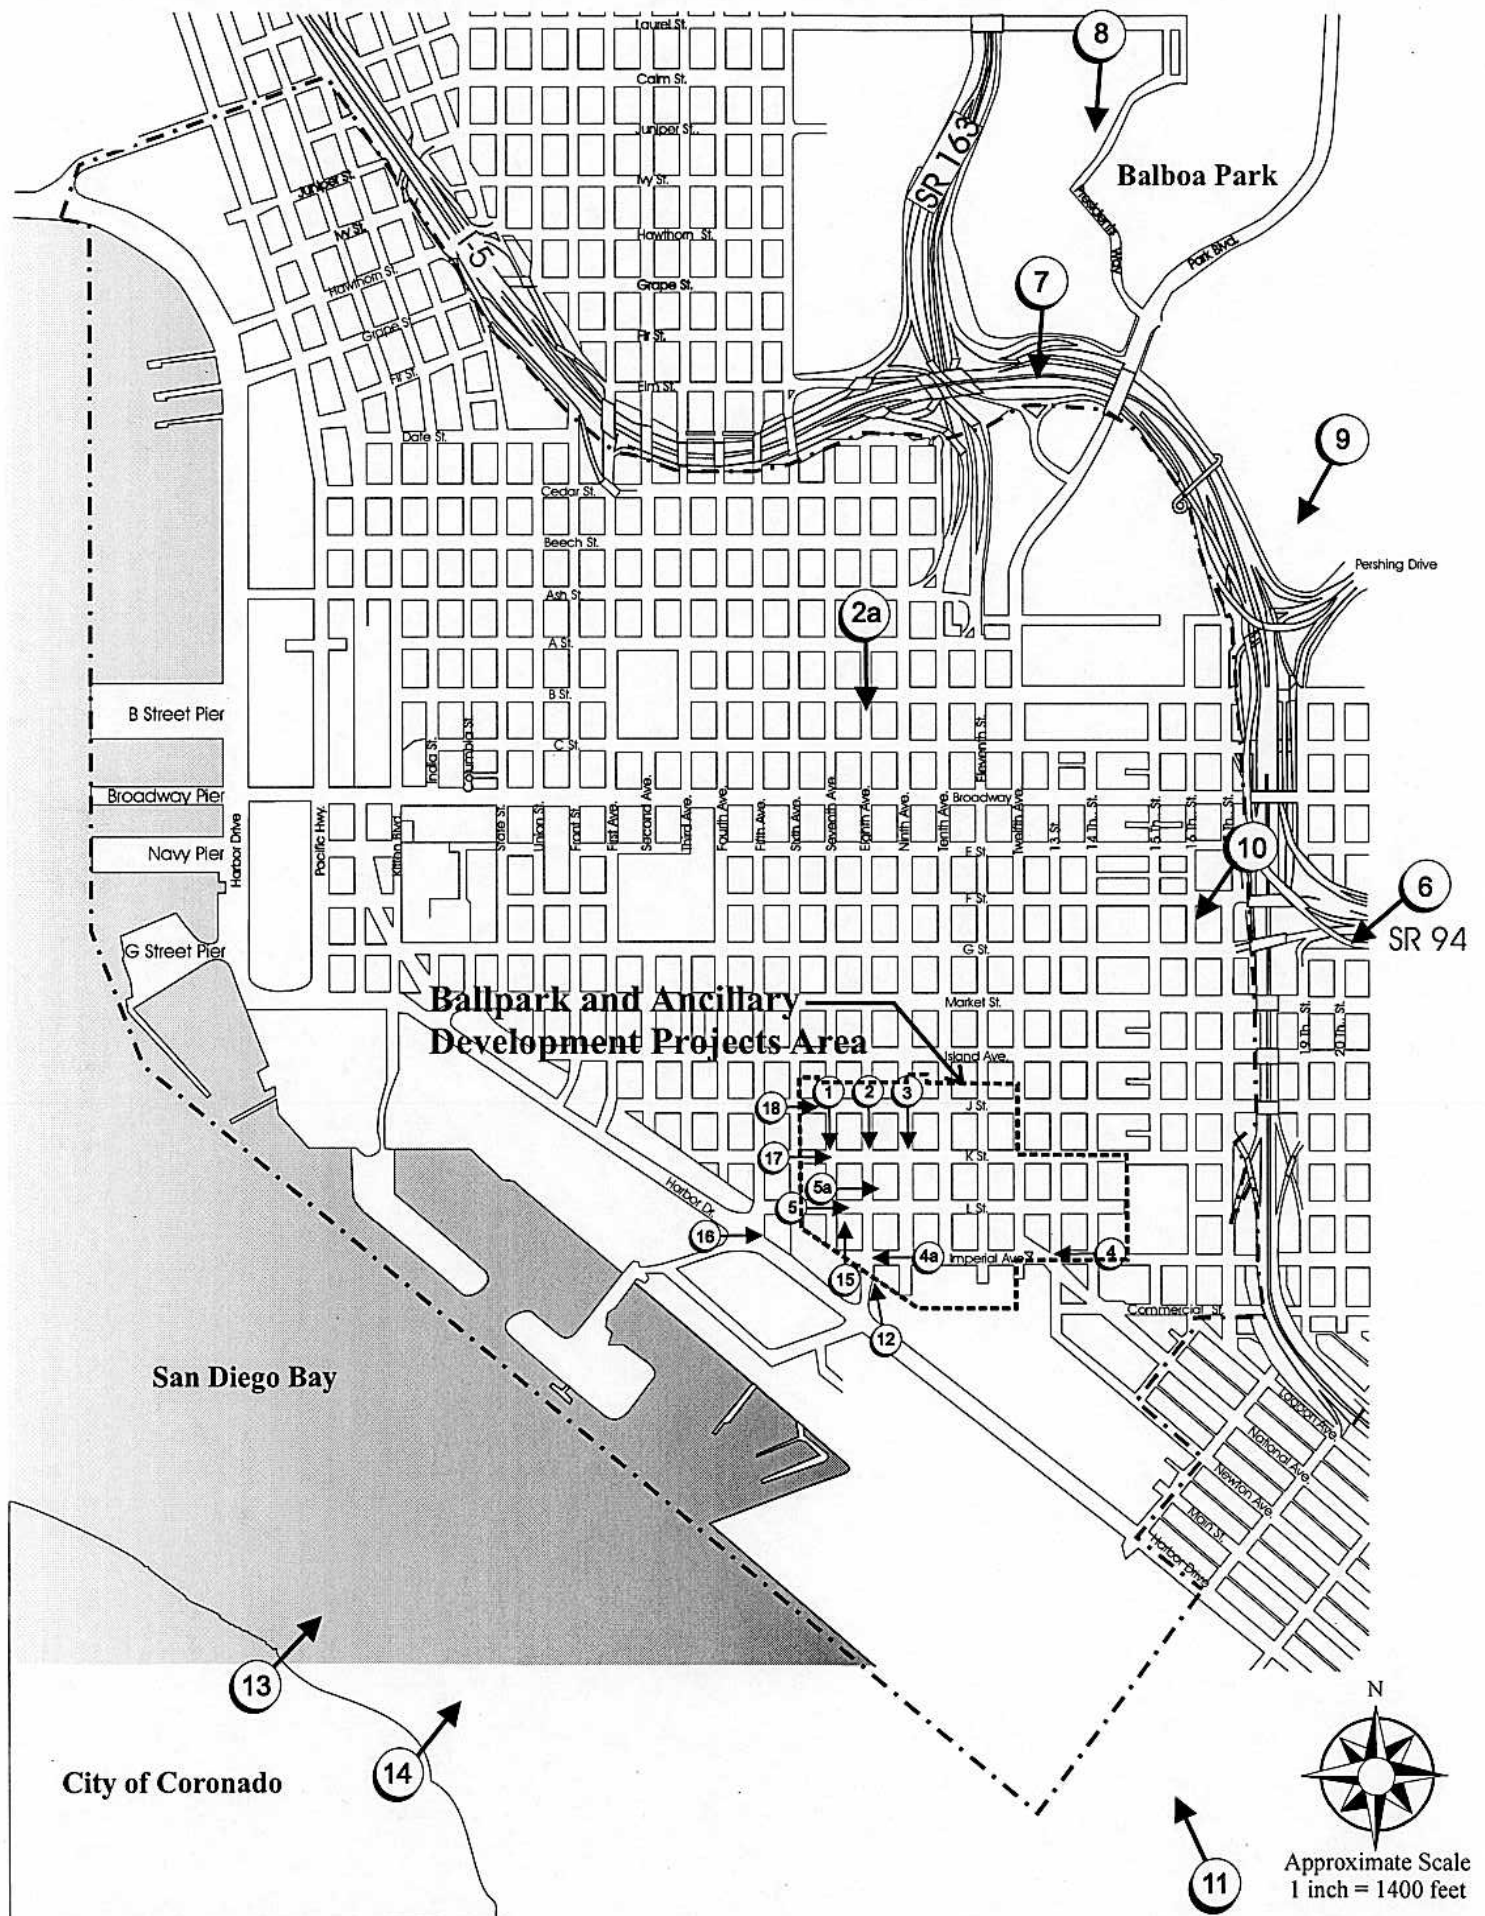 Laurel St.
8
Calm St.
Juniper St.
SR 163
Balboa Park
Juniper St.
Ivy St.
Presidents Way
Ivy St.
I-5
Hawthorn St.
Park Blvd.
Hawthorn St.
Grape St.
7
Grape St.
Fir St.
Fir St.
Elm St.
Date St.
9
Cedar St.
Beech St.
Pershing Drive
Ash St.
2a
A St.
B St.
B Street Pier
India St.
Columbia St.
C St.
Eleventh St.
Broadway Pier
Broadway
Harbor Drive
Pacific Hwy.
Ktten Blvd.
State St.
Union St.
Front St.
First Ave.
Second Ave.
Third Ave.
Fourth Ave.
Fifth Ave.
Sixth Ave.
Seventh Ave.
Eighth Ave.
Ninth Ave.
Tenth Ave.
Twelfth Ave.
13 St.
14 Th. St.
15 Th. St.
16 Th. St.
Navy Pier
E St.
10
6
F St.
SR 94
G Street Pier
G St.
Ballpark and Ancillary
Development Projects Area
Market St.
19 Th. St.
20 Th. St.
Island Ave.
1
2
3
18
J St.
17
K St.
5a
Harbor Dr.
5
L St.
16
4a
Imperial Ave.
4
15
Commercial St.
12
San Diego Bay
National Ave.
Newton Ave.
Main St.
Harbor Drive
13
14
City of Coronado
N
11
Approximate Scale
1 inch = 1400 feet